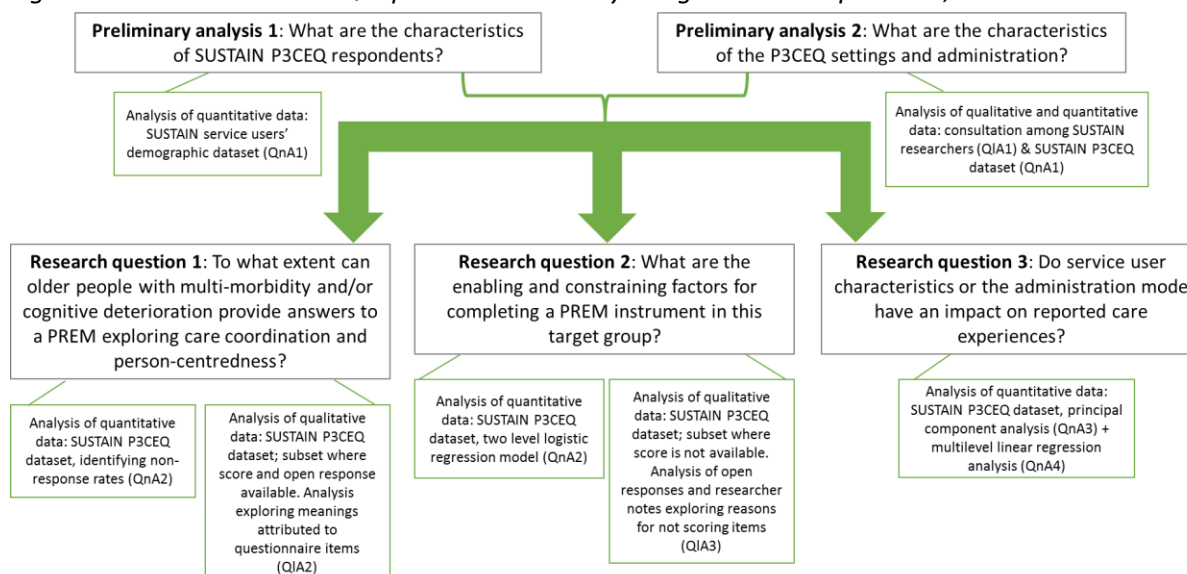 Preliminary analysis 1: What are the characteristics
of SUSTAIN P3CEQ respondents?
Preliminary analysis 2: What are the characteristics
of the P3CEQ settings and administration?
Analysis of quantitative data:
SUSTAIN service users'
demographic dataset (QnA1)
Analysis of qualitative and quantitative
data: consultation among SUSTAIN
researchers (QlA1) & SUSTAIN P3CEQ
dataset (QnA1)
Research question 1: To what extent can
older people with multi-morbidity and/or
cognitive deterioration provide answers to
a PREM exploring care coordination and
person-centredness?
Research question 2: What are the
enabling and constraining factors for
completing a PREM instrument in this
target group?
Research question 3: Do service user
characteristics or the administration mode
have an impact on reported care
experiences?
Analysis of quantitative
data: SUSTAIN P3CEQ
dataset, identifying non-
response rates (QnA2)
Analysis of qualitative
data: SUSTAIN P3CEQ
dataset; subset where
score and open response
available. Analysis
exploring meanings
attributed to
questionnaire items
(QlA2)
Analysis of quantitative
data: SUSTAIN P3CEQ
dataset, two level logistic
regression model (QnA2)
Analysis of qualitative
data: SUSTAIN P3CEQ
dataset; subset where
score is not available.
Analysis of open
responses and researcher
notes exploring reasons
for not scoring items
(QlA3)
Analysis of quantitative data:
SUSTAIN P3CEQ dataset, principal
component analysis (QnA3) +
multilevel linear regression
analysis (QnA4)